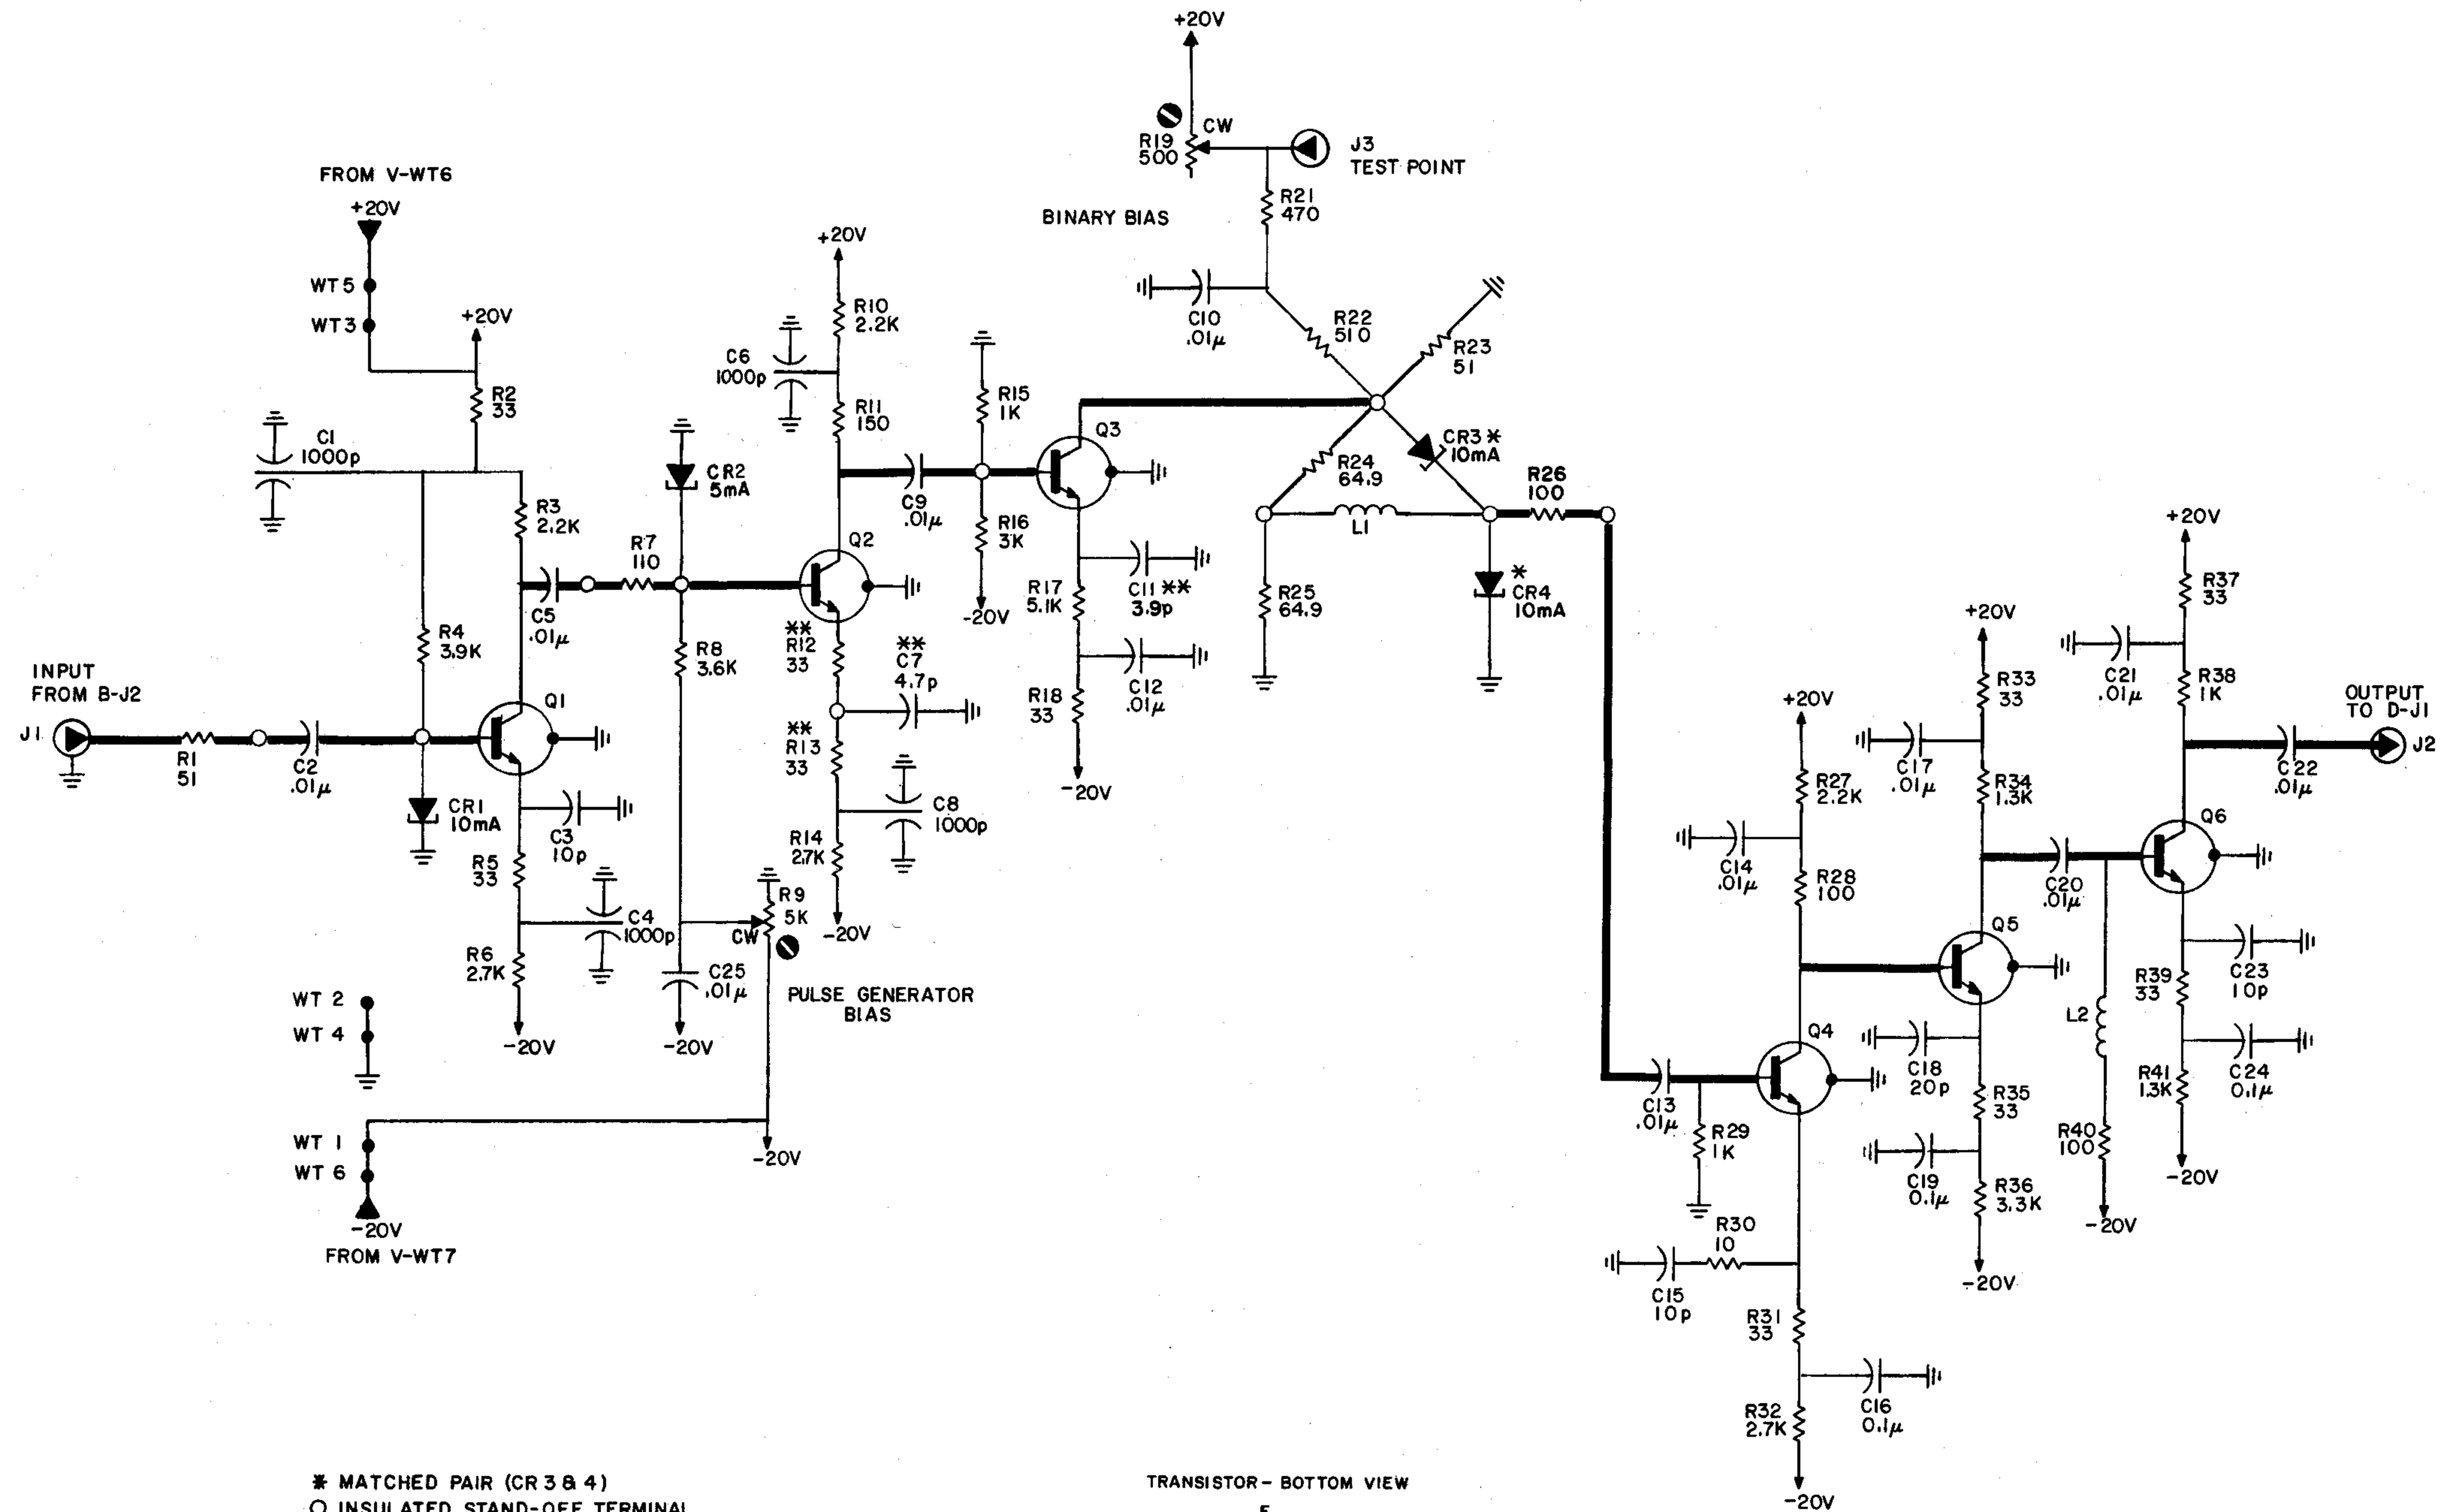 +20V
R19
500
CW
J3
TEST POINT
R21
470
BINARY BIAS
C10
.01µ
R22
510
R23
51
R24
64.9
CR3*
10mA
L1
R25
64.9
*
CR4
10mA
R26
100
FROM V-WT6
+20V
WT5
WT3
+20V
R2
33
C1
1000p
R3
2.2K
R4
3.9K
C5
.01µ
R7
110
CR2
5mA
R8
3.6K
INPUT
FROM B-J2
J1
R1
51
C2
.01µ
Q1
CR1
10mA
C3
10p
R5
33
C4
1000p
R6
2.7K
-20V
C25
.01µ
-20V
CW
R9
5K
PULSE GENERATOR
BIAS
-20V
WT 2
WT 4
WT 1
WT 6
-20V
FROM V-WT7
+20V
R10
2.2K
C6
1000p
R11
150
Q2
**
R12
33
**
C7
4.7p
**
R13
33
C8
1000p
R14
2.7K
-20V
C9
.01µ
R15
1K
R16
3K
-20V
Q3
C11**
3.9p
R17
5.1K
C12
.01µ
R18
33
-20V
C13
.01µ
R29
1K
+20V
R27
2.2K
C14
.01µ
R28
100
Q4
R30
10
C15
10p
R31
33
C16
0.1µ
R32
2.7K
-20V
+20V
R33
33
C17
.01µ
R34
1.3K
Q5
C18
20p
R35
33
C19
0.1µ
R36
3.3K
-20V
C20
.01µ
L2
R40
100
-20V
+20V
R37
33
C21
.01µ
R38
1K
Q6
C22
.01µ
OUTPUT
TO D-J1
J2
C23
10p
R39
33
C24
0.1µ
R41
1.3K
-20V
* MATCHED PAIR (CR 3 & 4)
INSULATED STAND-OFF TERMINAL
TRANSISTOR - BOTTOM VIEW